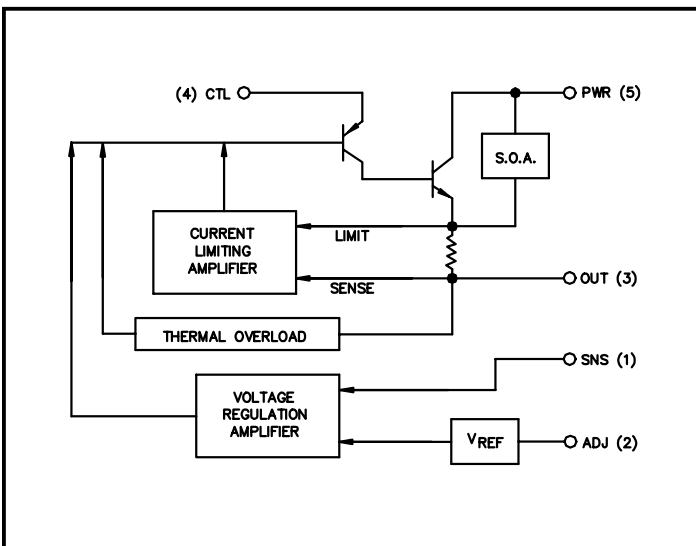 (4) CTL
PWR (5)
S.O.A.
CURRENT
LIMITING
AMPLIFIER
LIMIT
SENSE
OUT (3)
THERMAL OVERLOAD
SNS (1)
VOLTAGE
REGULATION
AMPLIFIER
VREF
ADJ (2)